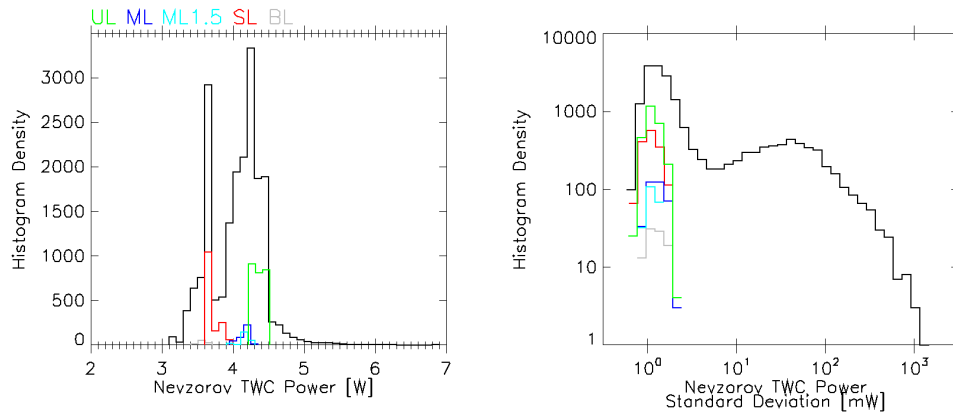 UL ML ML1.5 SL BL
Histogram Density
3000
2500
2000
1500
1000
500
0
2 3 4 5 6 7
Nevzorov TWC Power [W]
Histogram Density
10000
1000
100
10
1
10^0 10^1 10^2 10^3
Nevzorov TWC Power
Standard Deviation [mW]